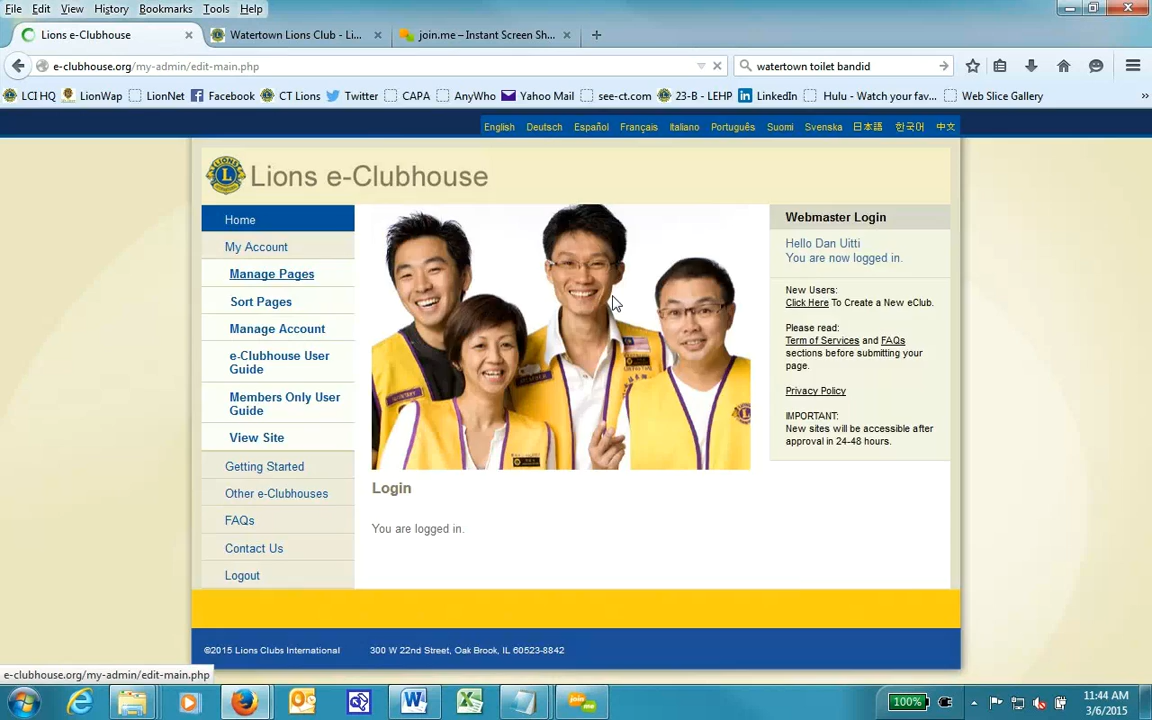 File Edit View History Bookmarks Tools Help
Lions e-Clubhouse
Watertown Lions Club - Li...
join.me – Instant Screen Sh...
e-clubhouse.org/my-admin/edit-main.php
watertown toilet bandid
LCI HQ LionWap LionNet Facebook CT Lions Twitter CAPA AnyWho Yahoo Mail see-ct.com 23-B - LEHP LinkedIn Hulu - Watch your fav... Web Slice Gallery
English Deutsch Español Français Italiano Português Suomi Svenska 日本語 한국어 中文
Lions e-Clubhouse
Home
My Account
Manage Pages
Sort Pages
Manage Account
e-Clubhouse User
Guide
Members Only User
Guide
View Site
Getting Started
Other e-Clubhouses
FAQs
Contact Us
Logout
Login
You are logged in.
Webmaster Login
Hello Dan Uitti
You are now logged in.
New Users:
Click Here To Create a New eClub.
Please read:
Term of Services and FAQs
sections before submitting your
page.
Privacy Policy
IMPORTANT:
New sites will be accessible after
approval in 24-48 hours.
©2015 Lions Clubs International 300 W 22nd Street, Oak Brook, IL 60523-8842
e-clubhouse.org/my-admin/edit-main.php
100%
11:44 AM
3/6/2015